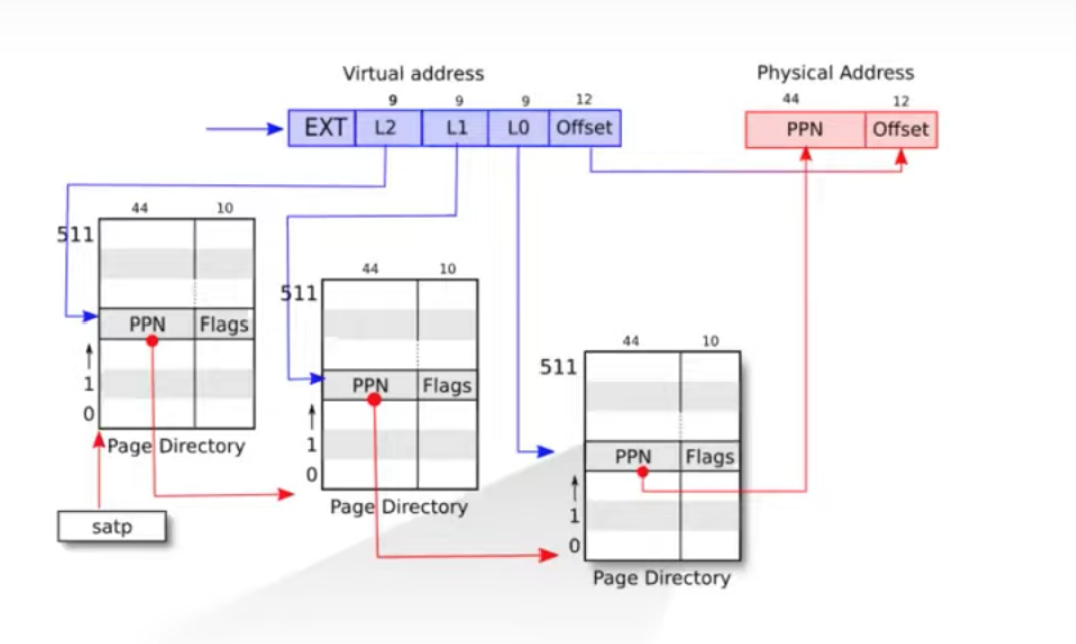 Virtual address
Physical Address
9 9 9 12
44 12
EXT L2 L1 L0 Offset
PPN Offset
44 10
511
PPN Flags
1
0
Page Directory
satp
44 10
511
PPN Flags
1
0
Page Directory
44 10
511
PPN Flags
1
0
Page Directory